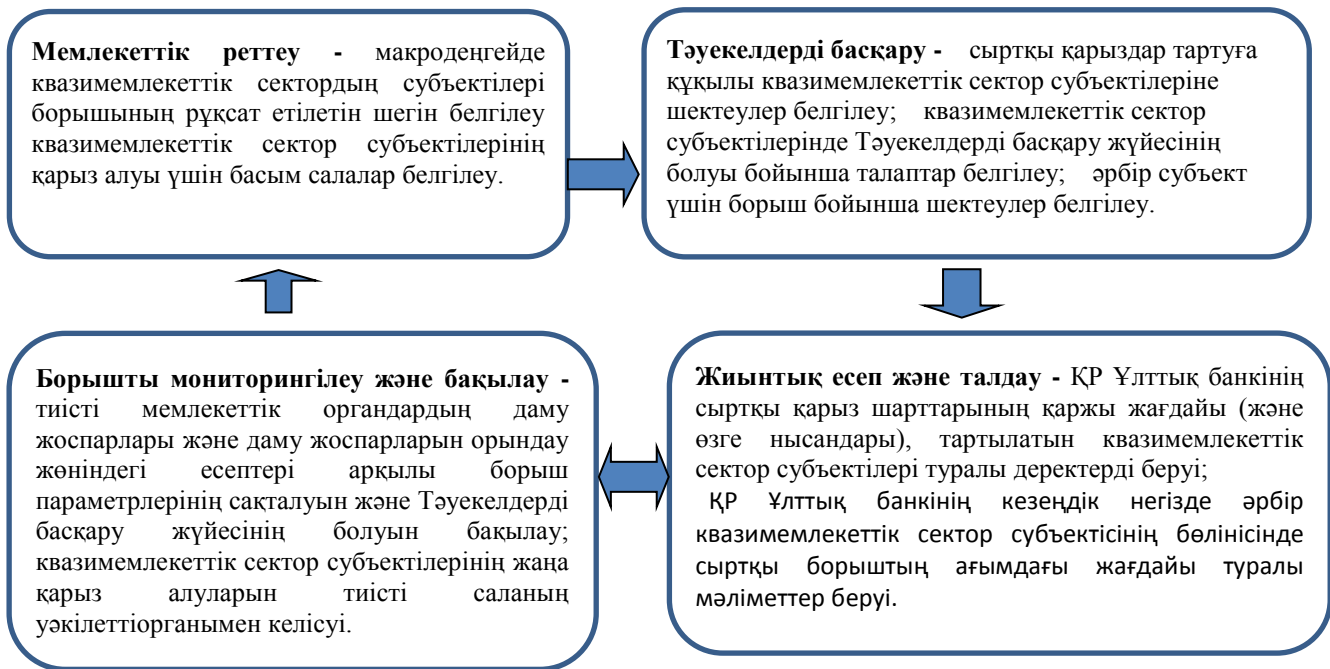 Мемлекеттік реттеу - макродеңгейде
квазимемлекеттік сектордың субъектілері
борышының рұқсат етілетін шегін белгілеу
квазимемлекеттік сектор субъектілерінің
қарыз алуы үшін басым салалар белгілеу.
Тәуекелдерді басқару - сыртқы қарыздар тартуға
құқылы квазимемлекеттік сектор субъектілеріне
шектеулер белгілеу; квазимемлекеттік сектор
субъектілерінде Тәуекелдерді басқару жүйесінің
болуы бойынша талаптар белгілеу; әрбір субъект
үшін борыш бойынша шектеулер белгілеу.
Борышты мониторингілеу және бақылау -
тиісті мемлекеттік органдардың даму
жоспарлары және даму жоспарларын орындау
жөніндегі есептері арқылы борыш
параметрлерінің сақталуын және Тәуекелдерді
басқару жүйесінің болуын бақылау;
квазимемлекеттік сектор субъектілерінің жаңа
қарыз алуларын тиісті саланың
уәкілеттіорганымен келісуі.
Жиынтық есеп және талдау - ҚР Ұлттық банкінің
сыртқы қарыз шарттарының қаржы жағдайы (және
өзге нысандары), тартылатын квазимемлекеттік
сектор субъектілері туралы деректерді беруі;
ҚР Ұлттық банкінің кезеңдік негізде әрбір
квазимемлекеттік сектор субъектісінің бөлінісінде
сыртқы борыштың ағымдағы жағдайы туралы
мәліметтер беруі.